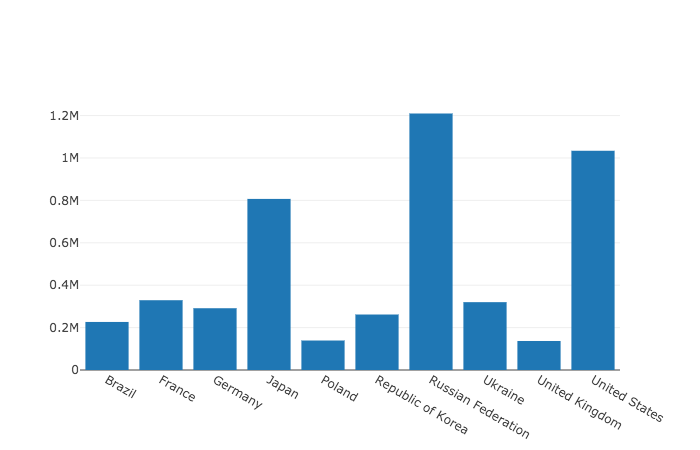 1.2M
1M
0.8M
0.6M
0.4M
0.2M
0
Brazil
France
Germany
Japan
Poland
Republic of Korea
Russian Federation
Ukraine
United Kingdom
United States